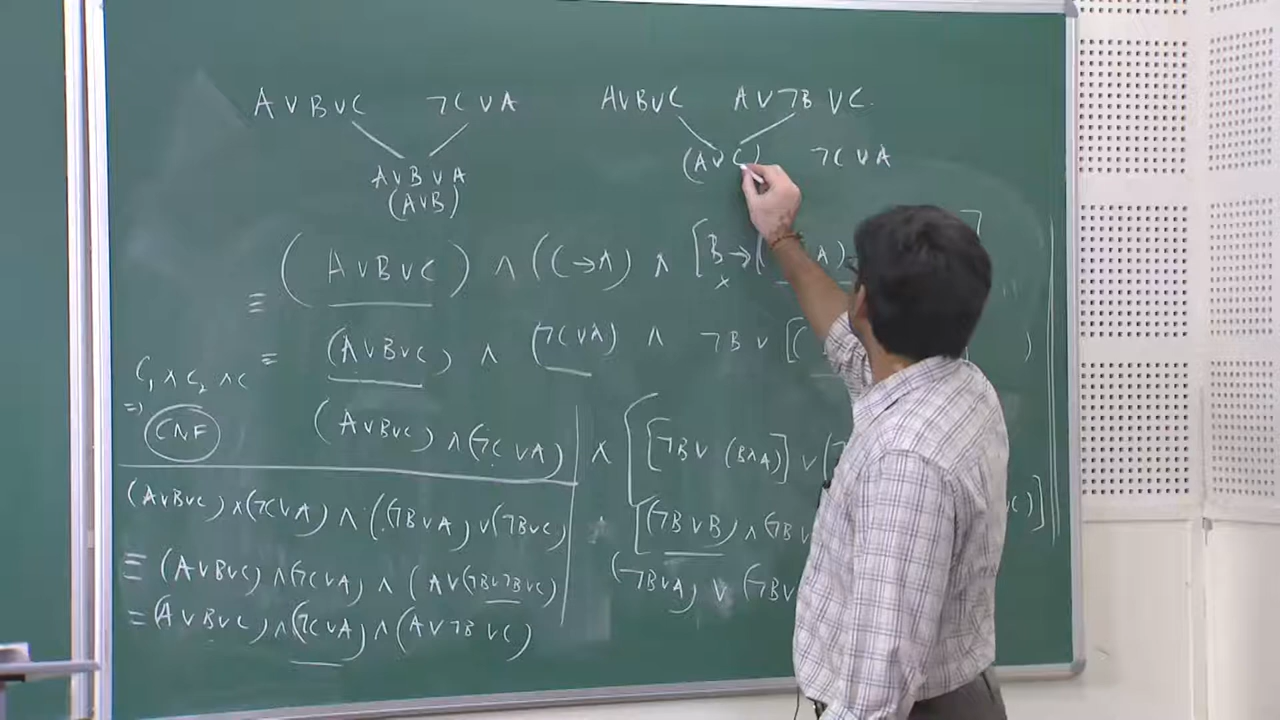 A ∨ B ∨ C ¬C ∨ A A∨B∨C A ∨ ¬B ∨ C.
A∨B ∨ A (A ∨ C) ¬C ∨ A
(A∨B)
≡ (A∨B∨C) ∧ (C→A) ∧ [B→( A)
≡ (A∨B∨C) ∧ (¬C∨A) ∧ ¬B ∨ [(
C₁ ∧ C₂ ∧ C
⇒ CNF
(A∨B∨C) ∧ (¬C ∨A) ∧ [[¬B∨ (B∧A)] ∨ (
(A∨B∨C) ∧ (¬C∨A) ∧ ((¬B∨A) ∨ (¬B∨C) [(¬B∨B) ∧ (¬B∨ )]
≡ (A∨B∨C) ∧ (¬C∨A) ∧ (A∨(¬B∨¬B∨C) (¬B∨A) ∨ (¬B∨
= (A∨B∨C) ∧ (¬C∨A) ∧ (A∨¬B ∨C)